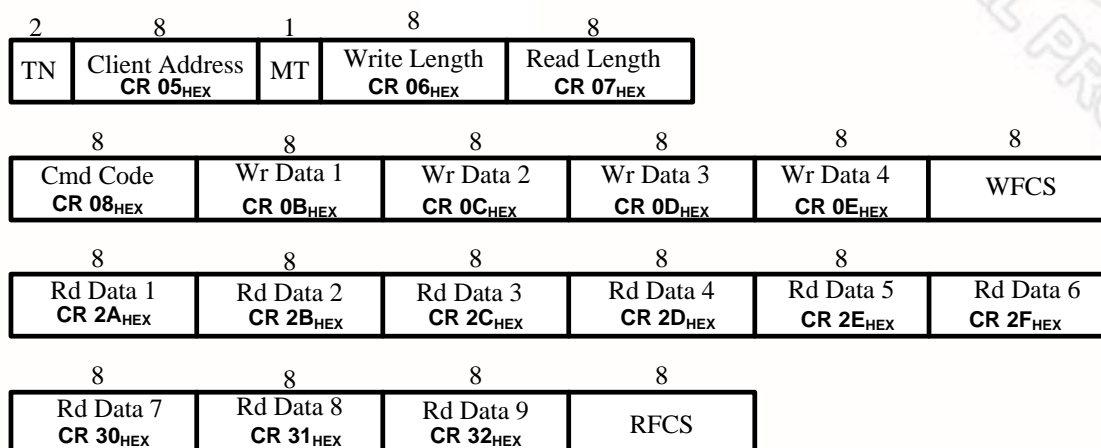 2 8 1 8 8
TN Client Address MT Write Length Read Length
CR 05HEX CR 06HEX CR 07HEX
8 8 8 8 8 8
Cmd Code Wr Data 1 Wr Data 2 Wr Data 3 Wr Data 4 WFCS
CR 08HEX CR 0BHEX CR 0CHEX CR 0DHEX CR 0EHEX
8 8 8 8 8
Rd Data 1 Rd Data 2 Rd Data 3 Rd Data 4 Rd Data 5 Rd Data 6
CR 2AHEX CR 2BHEX CR 2CHEX CR 2DHEX CR 2EHEX CR 2FHEX
8 8 8 8
Rd Data 7 Rd Data 8 Rd Data 9 RFCS
CR 30HEX CR 31HEX CR 32HEX